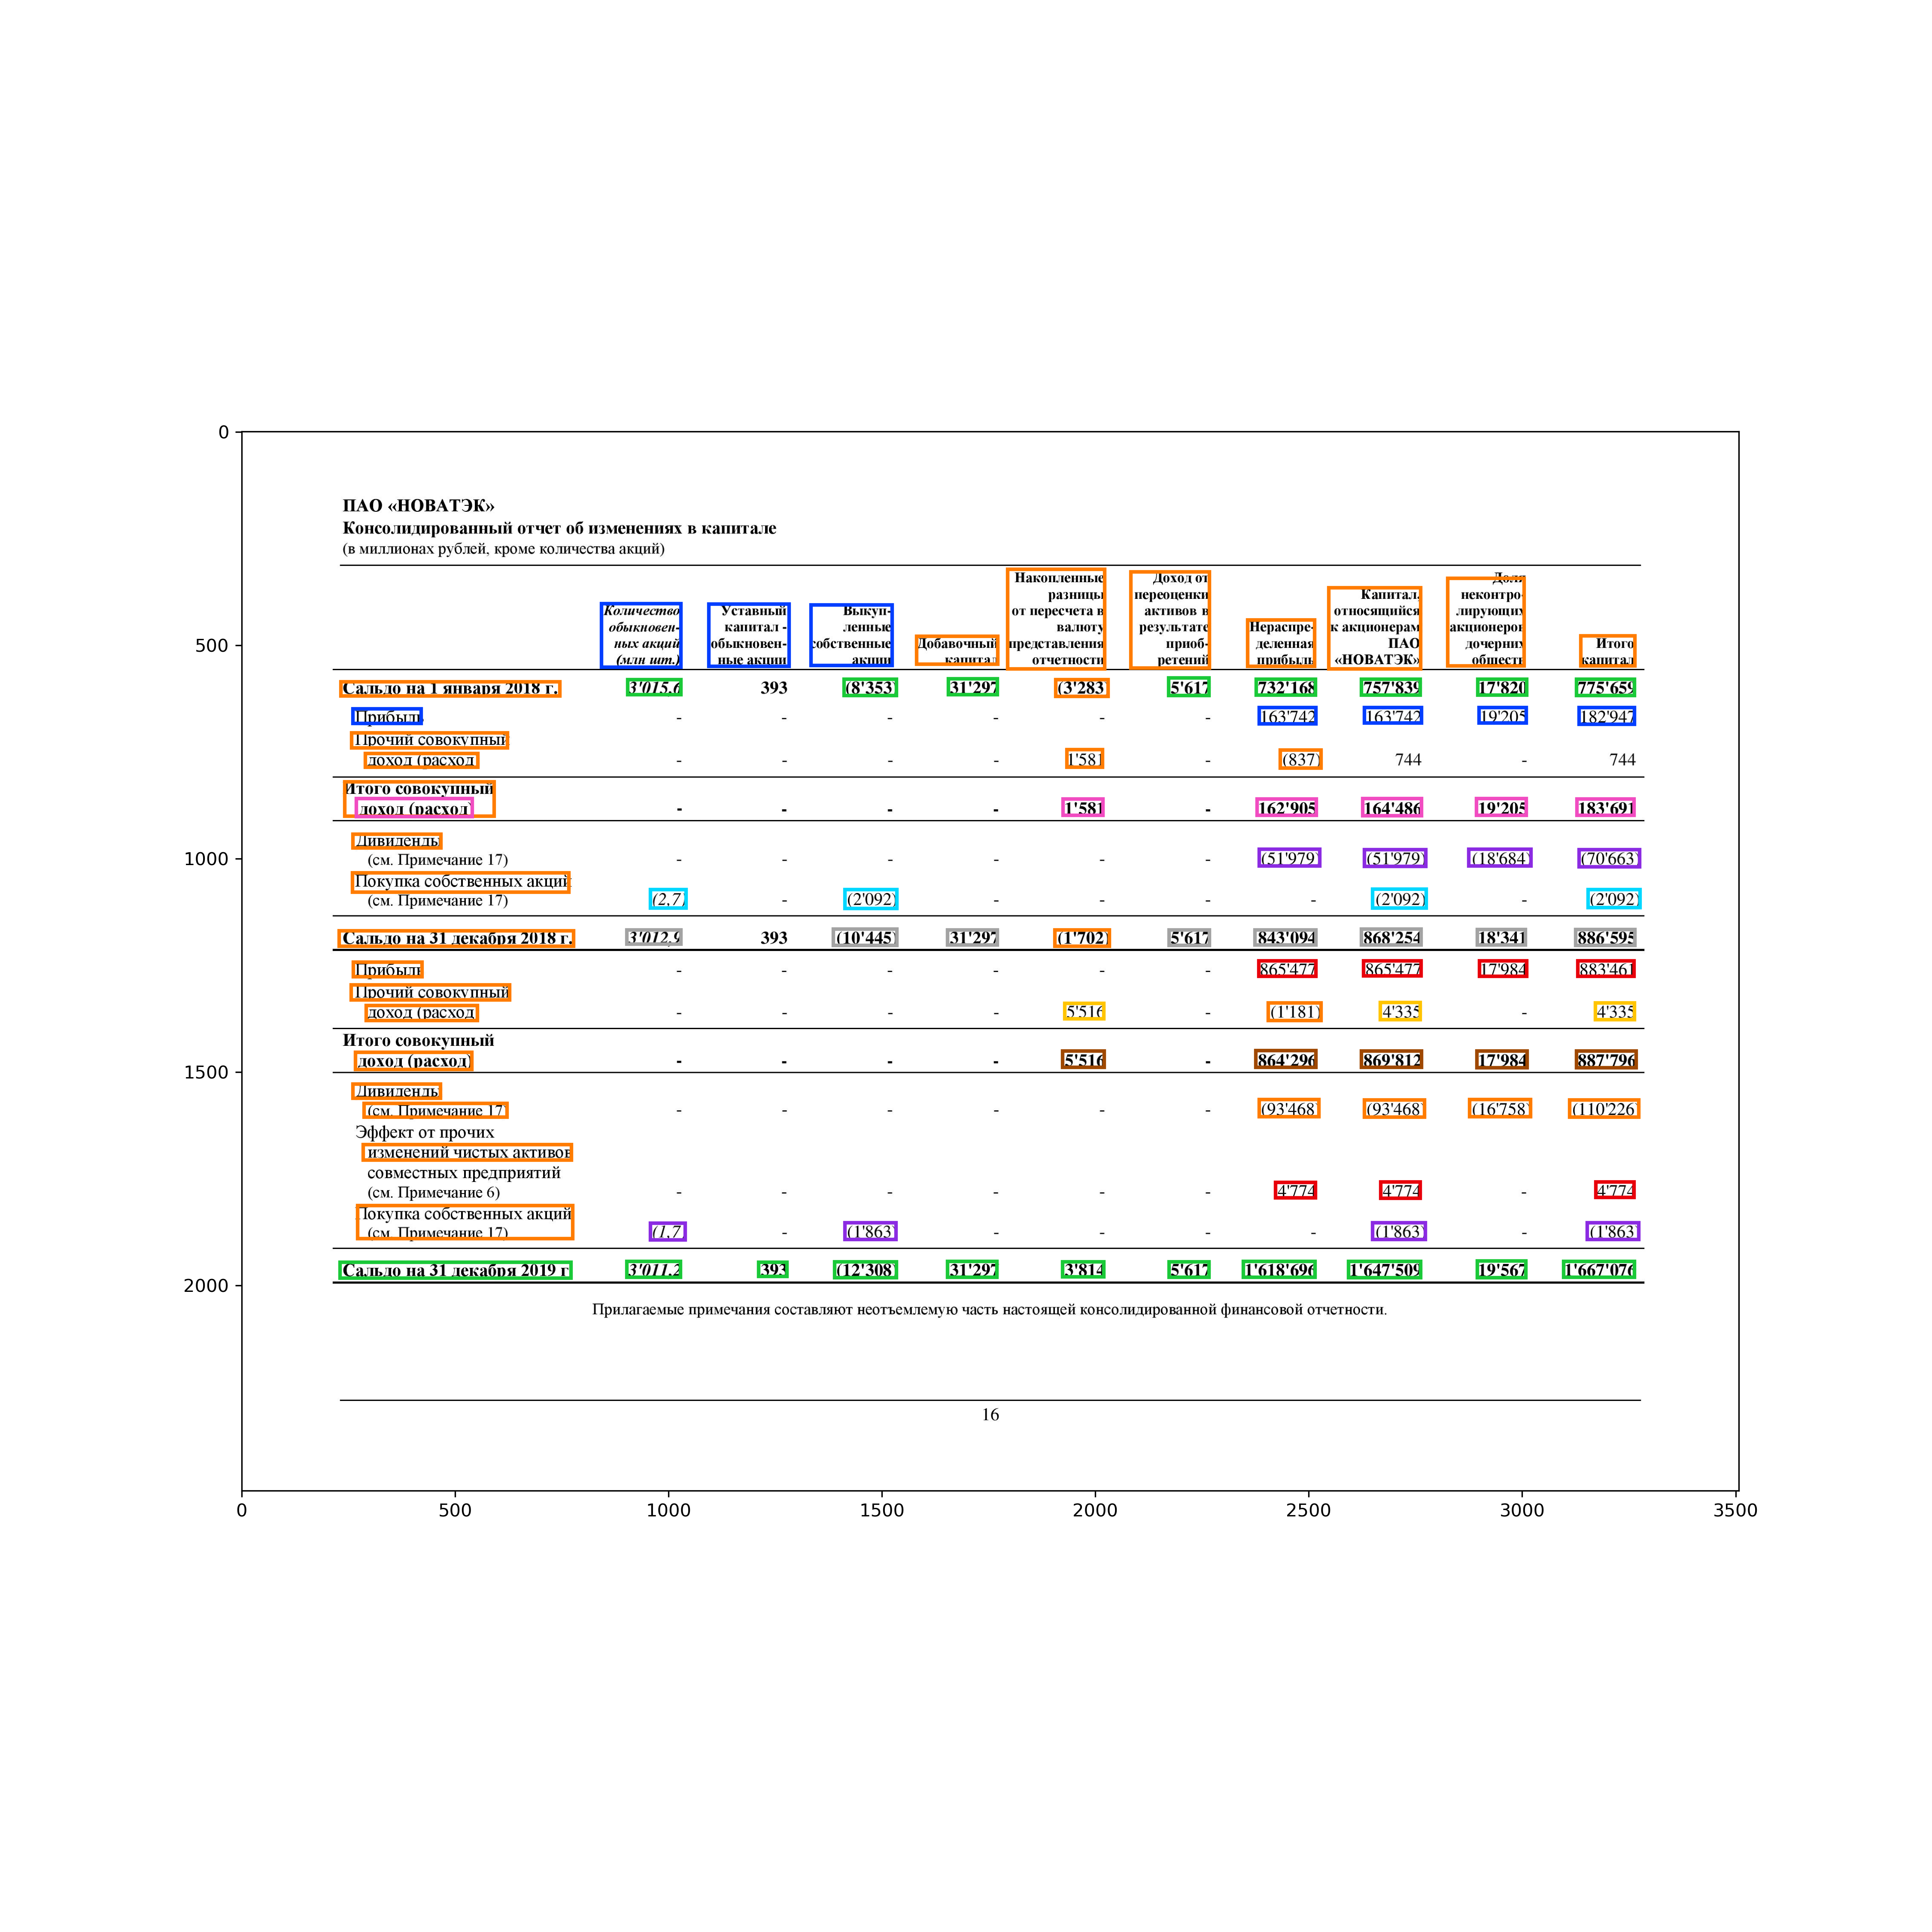 0
500
1000
1500
2000
ПАО «НОВАТЭК»
Консолидированный отчет об изменениях в капитале
(в миллионах рублей, кроме количества акций)
Количество обыкновен- ных акций (млн шт.)
Уставный капитал - обыкновен- ные акции
Выкуп- ленные собственные акции
Добавочный капитал
Накопленные разницы от пересчета в валюту представления отчетности
Доход от переоценки активов в результате приоб- ретений
Нераспре- деленная прибыль
Капитал, относящийся к акционерам ПАО «НОВАТЭК»
Доля неконтро- лирующих акционеров дочерних обществ
Итого капитал
Сальдо на 1 января 2018 г. 3'015,6 393 (8'353) 31'297 (3'283) 5'617 732'168 757'839 17'820 775'659
Прибыль - - - - - - 163'742 163'742 19'205 182'947
Прочий совокупный
доход (расход) - - - - 1'581 - (837) 744 - 744
Итого совокупный
доход (расход) - - - - 1'581 - 162'905 164'486 19'205 183'691
Дивиденды
(см. Примечание 17) - - - - - - (51'979) (51'979) (18'684) (70'663)
Покупка собственных акций
(см. Примечание 17) (2,7) - (2'092) - - - - (2'092) - (2'092)
Сальдо на 31 декабря 2018 г. 3'012,9 393 (10'445) 31'297 (1'702) 5'617 843'094 868'254 18'341 886'595
Прибыль - - - - - - 865'477 865'477 17'984 883'461
Прочий совокупный
доход (расход) - - - - 5'516 - (1'181) 4'335 - 4'335
Итого совокупный
доход (расход) - - - - 5'516 - 864'296 869'812 17'984 887'796
Дивиденды
(см. Примечание 17) - - - - - - (93'468) (93'468) (16'758) (110'226)
Эффект от прочих
изменений чистых активов
совместных предприятий
(см. Примечание 6) - - - - - - 4'774 4'774 - 4'774
Покупка собственных акций
(см. Примечание 17) (1,7) - (1'863) - - - - (1'863) - (1'863)
Сальдо на 31 декабря 2019 г. 3'011,2 393 (12'308) 31'297 3'814 5'617 1'618'696 1'647'509 19'567 1'667'076
Прилагаемые примечания составляют неотъемлемую часть настоящей консолидированной финансовой отчетности.
16
0 500 1000 1500 2000 2500 3000 3500